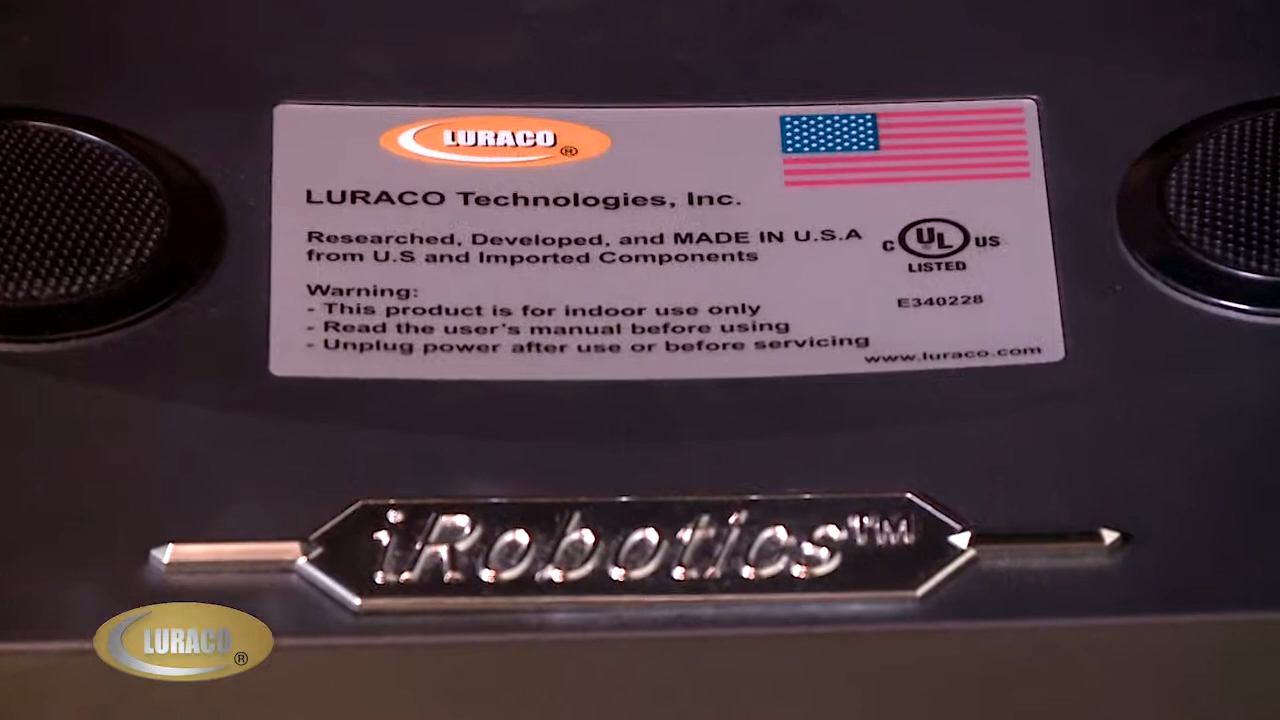 LURACO ®
LURACO Technologies, Inc.
Researched, Developed, and MADE IN U.S.A
from U.S and Imported Components
C UL US
LISTED
E340228
Warning:
- This product is for indoor use only
- Read the user's manual before using
- Unplug power after use or before servicing
www.luraco.com
iRobotics™
LURACO ®